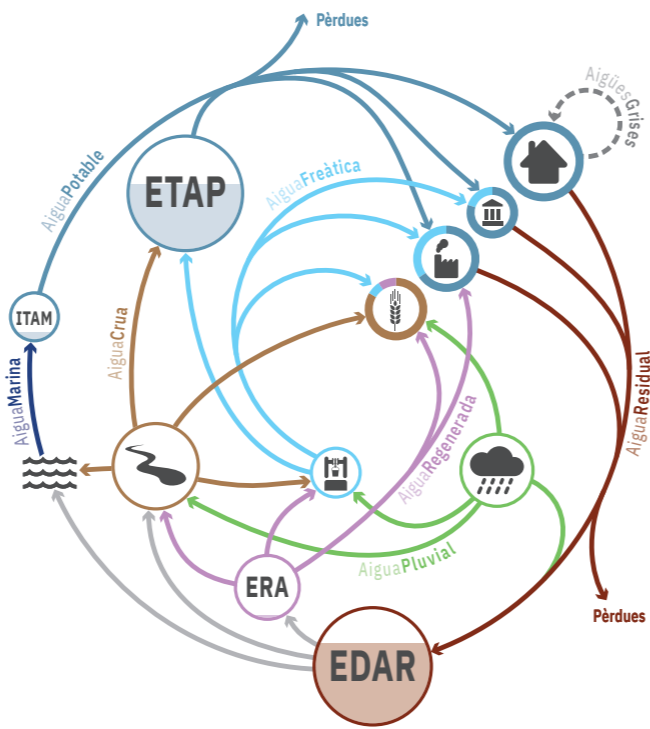 Pèrdues
AigüesGrises
AiguaPotable
ETAP
AiguaFreàtica
ITAM
AiguaCrua
AiguaMarina
AiguaResidual
AiguaRegenerada
AiguaPluvial
ERA
Pèrdues
EDAR